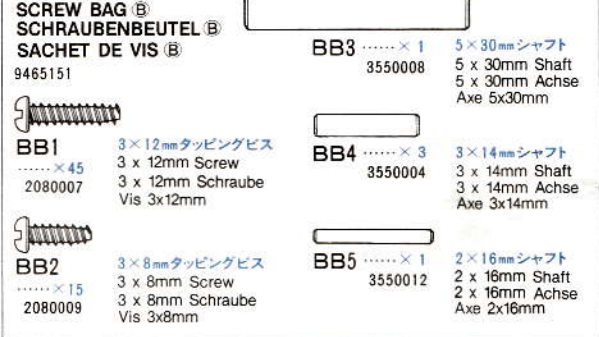 SCREW BAG Ⓑ
SCHRAUBENBEUTEL Ⓑ
SACHET DE VIS Ⓑ
9465151
BB1
······×45
2080007
3×12mmタッピングビス
3 x 12mm Screw
3 x 12mm Schraube
Vis 3x12mm
BB2
······×15
2080009
3×8mmタッピングビス
3 x 8mm Screw
3 x 8mm Schraube
Vis 3x8mm
BB3 ······× 1
3550008
5×30mmシャフト
5 x 30mm Shaft
5 x 30mm Achse
Axe 5x30mm
BB4 ······× 3
3550004
3×14mmシャフト
3 x 14mm Shaft
3 x 14mm Achse
Axe 3x14mm
BB5 ······× 1
3550012
2×16mmシャフト
2 x 16mm Shaft
2 x 16mm Achse
Axe 2x16mm